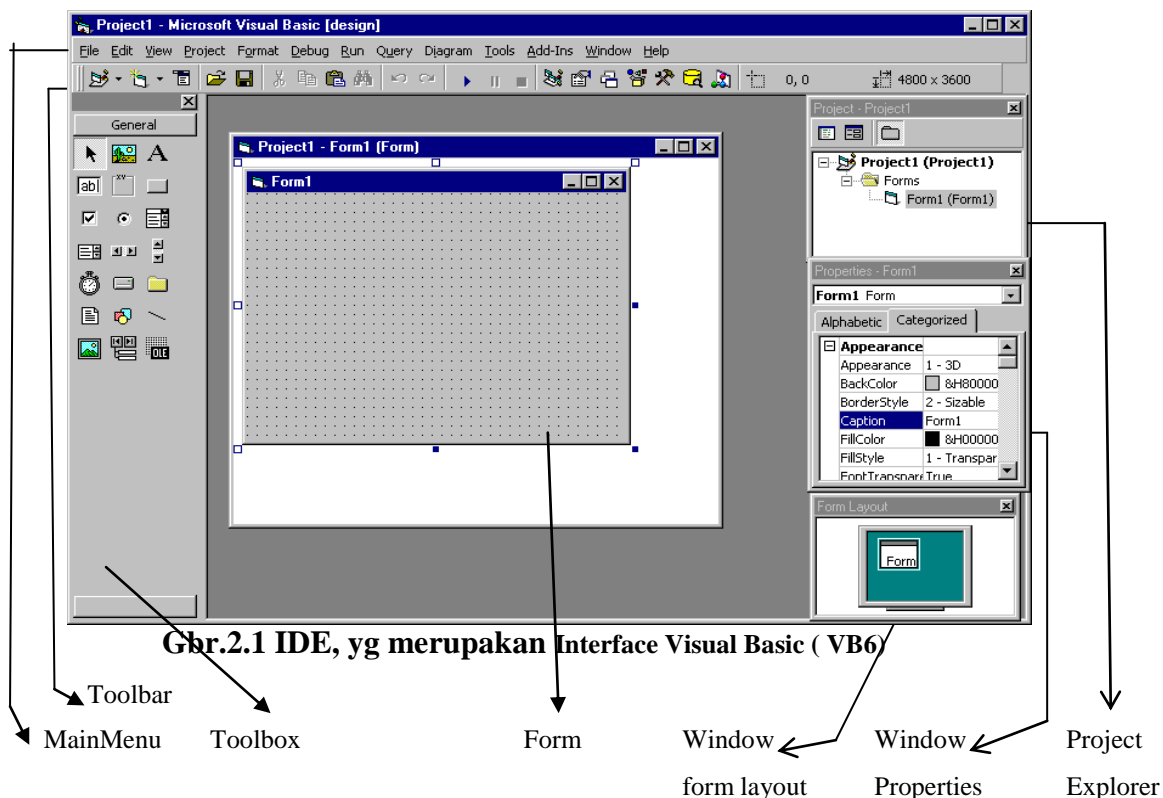 Project1 - Microsoft Visual Basic [design]
File Edit View Project Format Debug Run Query Diagram Tools Add-Ins Window Help
0, 0 4800 x 3600
General
A
ab|
xv
OLE
Project1 - Form1 (Form)
Form1
Project - Project1
Project1 (Project1)
Forms
Form1 (Form1)
Properties - Form1
Form1 Form
Alphabetic Categorized
Appearance
Appearance 1 - 3D
BackColor &H80000
BorderStyle 2 - Sizable
Caption Form1
FillColor &H00000
FillStyle 1 - Transpar
FontTranspare True
Form Layout
Form
Gbr.2.1 IDE, yg merupakan Interface Visual Basic ( VB6)
Toolbar
MainMenu Toolbox Form Window Window Project
form layout Properties Explorer